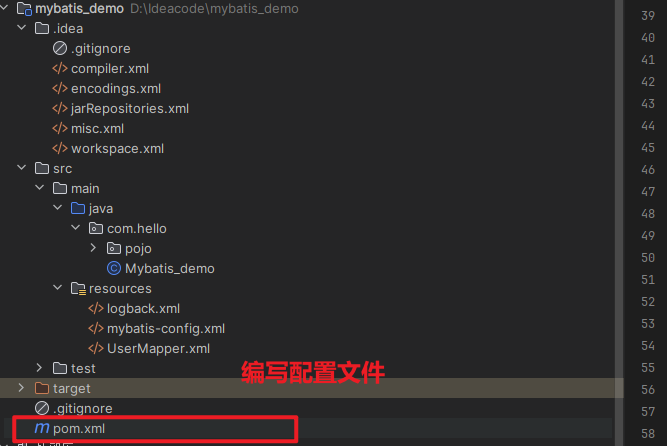 mybatis_demo D:\Ideacode\mybatis_demo
.idea
.gitignore
compiler.xml
encodings.xml
jarRepositories.xml
misc.xml
workspace.xml
src
main
java
com.hello
pojo
Mybatis_demo
resources
logback.xml
mybatis-config.xml
UserMapper.xml
test
编写配置文件
target
.gitignore
pom.xml
39
40
41
42
43
44
45
46
47
48
49
50
51
52
53
54
55
56
57
58